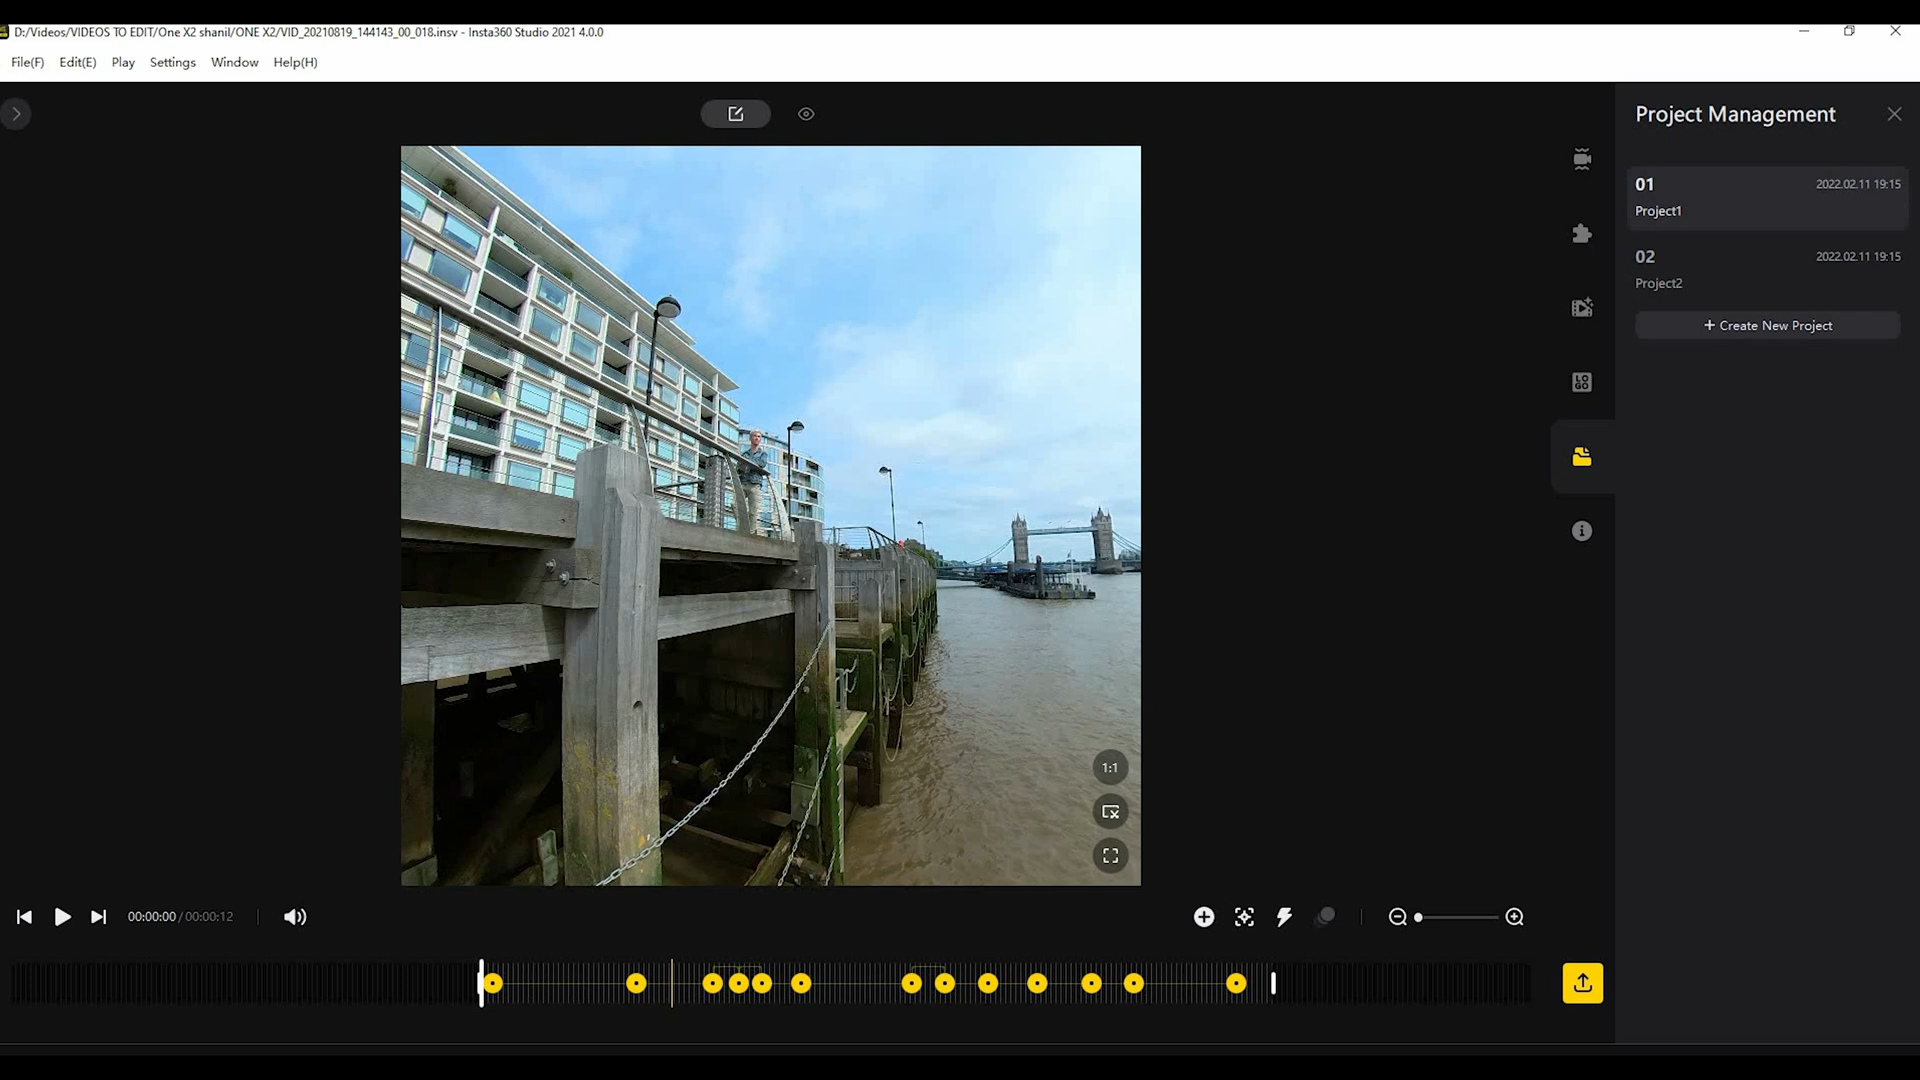 D:/Videos/VIDEOS TO EDIT/One X2 shanil/ONE X2/VID_20210819_144143_00_018.insv - Insta360 Studio 2021 4.0.0
File(F) Edit(E) Play Settings Window Help(H)
Project Management
01 2022.02.11 19:15
Project1
02 2022.02.11 19:15
Project2
+ Create New Project
LOGO
1:1
00:00:00 / 00:00:12